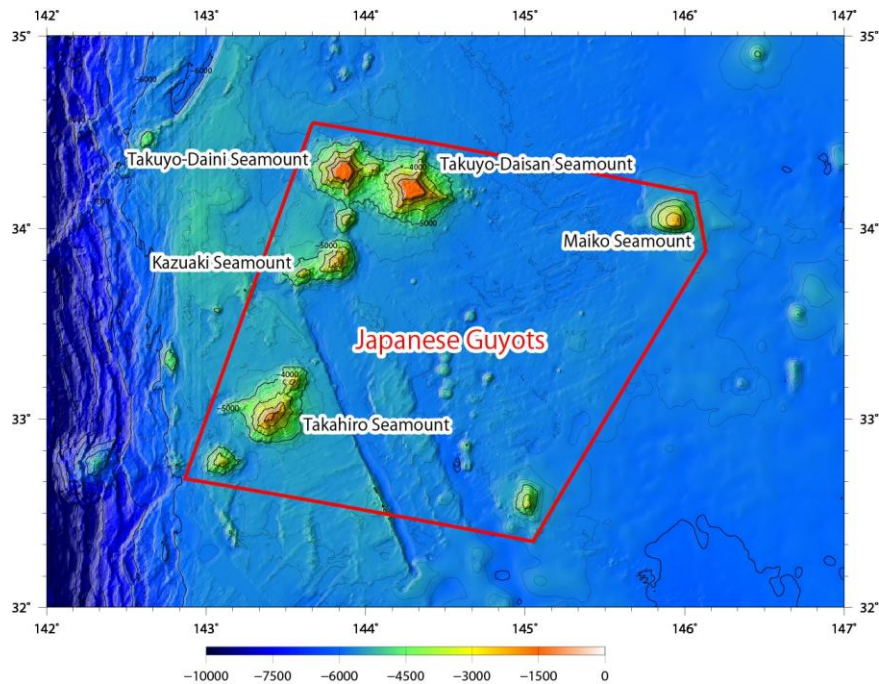 142° 143° 144° 145° 146° 147°
35° 35°
Takuyo-Daini Seamount
Takuyo-Daisan Seamount
34° 34°
Maiko Seamount
Kazuaki Seamount
Japanese Guyots
33° 33°
Takahiro Seamount
32° 32°
142° 143° 144° 145° 146° 147°
−10000 −7500 −6000 −4500 −3000 −1500 0